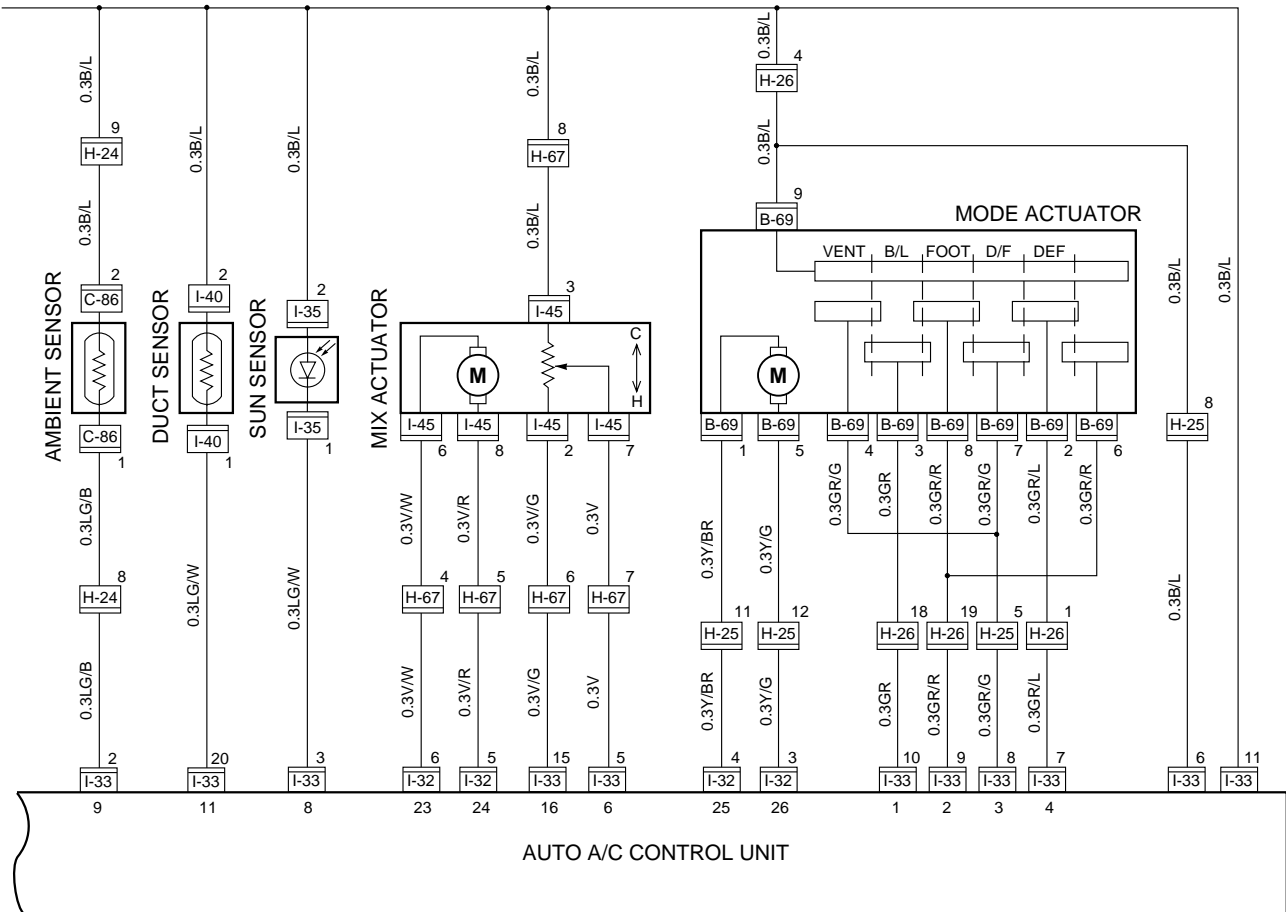 0.3B/L
4
0.3B/L 0.3B/L H-26
9 8
H-24 0.3B/L 0.3B/L H-67 0.3B/L
9
B-69 MODE ACTUATOR
0.3B/L 0.3B/L VENT B/L FOOT D/F DEF
0.3B/L 0.3B/L
2 2 2 3
C-86 I-40 I-35 I-45
AMBIENT SENSOR DUCT SENSOR SUN SENSOR MIX ACTUATOR
M C H M
C-86 I-40 I-35 I-45 I-45 I-45 I-45 B-69 B-69 B-69 B-69 B-69 B-69 B-69 B-69 H-25
1 1 1 6 8 2 7 1 5 4 3 8 7 2 6 8
0.3LG/B 0.3V/W 0.3V/R 0.3V/G 0.3V 0.3Y/BR 0.3Y/G 0.3GR/G 0.3GR 0.3GR/R 0.3GR/G 0.3GR/L 0.3GR/R
0.3LG/W 0.3LG/W 0.3B/L
8 4 5 6 7
H-24 H-67 H-67 H-67 H-67
11 12 18 19 5 1
H-25 H-25 H-26 H-26 H-25 H-26
0.3LG/B 0.3V/W 0.3V/R 0.3V/G 0.3V 0.3Y/BR 0.3Y/G 0.3GR 0.3GR/R 0.3GR/G 0.3GR/L
2 20 3 6 5 15 5 4 3 10 9 8 7 6 11
I-33 I-33 I-33 I-32 I-32 I-33 I-33 I-32 I-32 I-33 I-33 I-33 I-33 I-33 I-33
9 11 8 23 24 16 6 25 26 1 2 3 4
AUTO A/C CONTROL UNIT